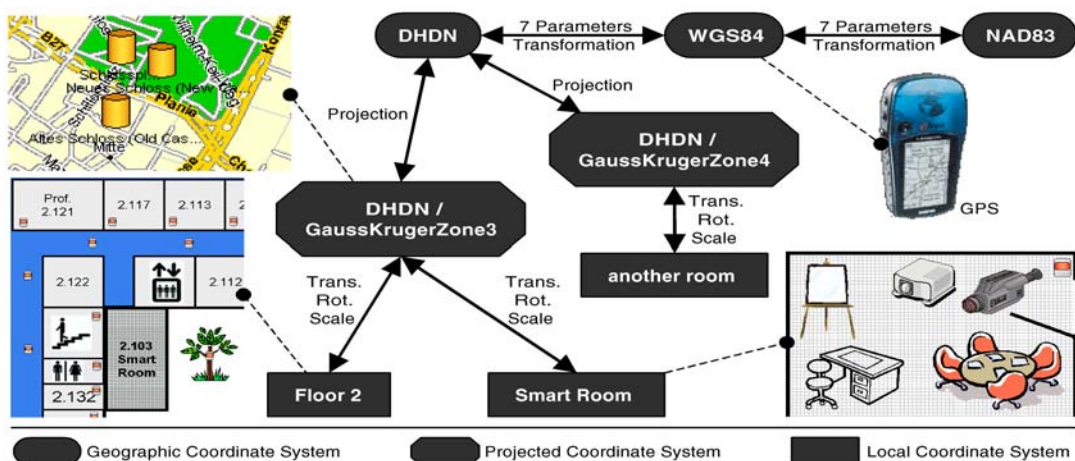 DHDN
7 Parameters
Transformation
WGS84
7 Parameters
Transformation
NAD83
B27
Schlosspl...
Neues Schloss (New Ca...
Planie
Altes Schloss (Old Cas...
Mitte
Projection
Projection
DHDN /
GaussKrugerZone4
GPS
DHDN /
GaussKrugerZone3
Trans.
Rot.
Scale
another room
Prof.
2.121
2.117
2.113
2
2.122
2.112
2.103
Smart
Room
2.132
Trans.
Rot.
Scale
Trans.
Rot.
Scale
Floor 2
Smart Room
Geographic Coordinate System
Projected Coordinate System
Local Coordinate System